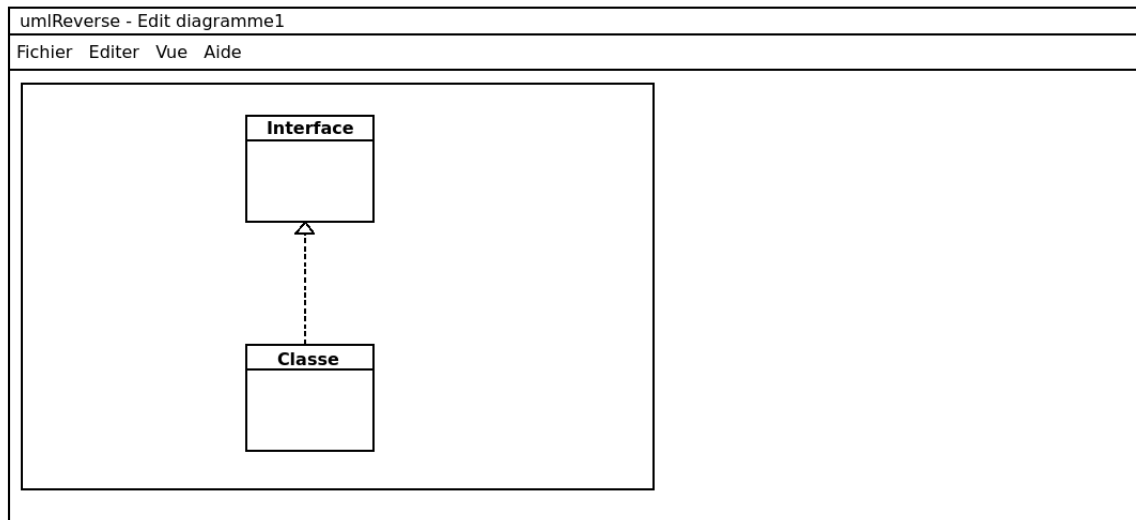 umlReverse - Edit diagramme1
Fichier Editer Vue Aide
Interface
Classe